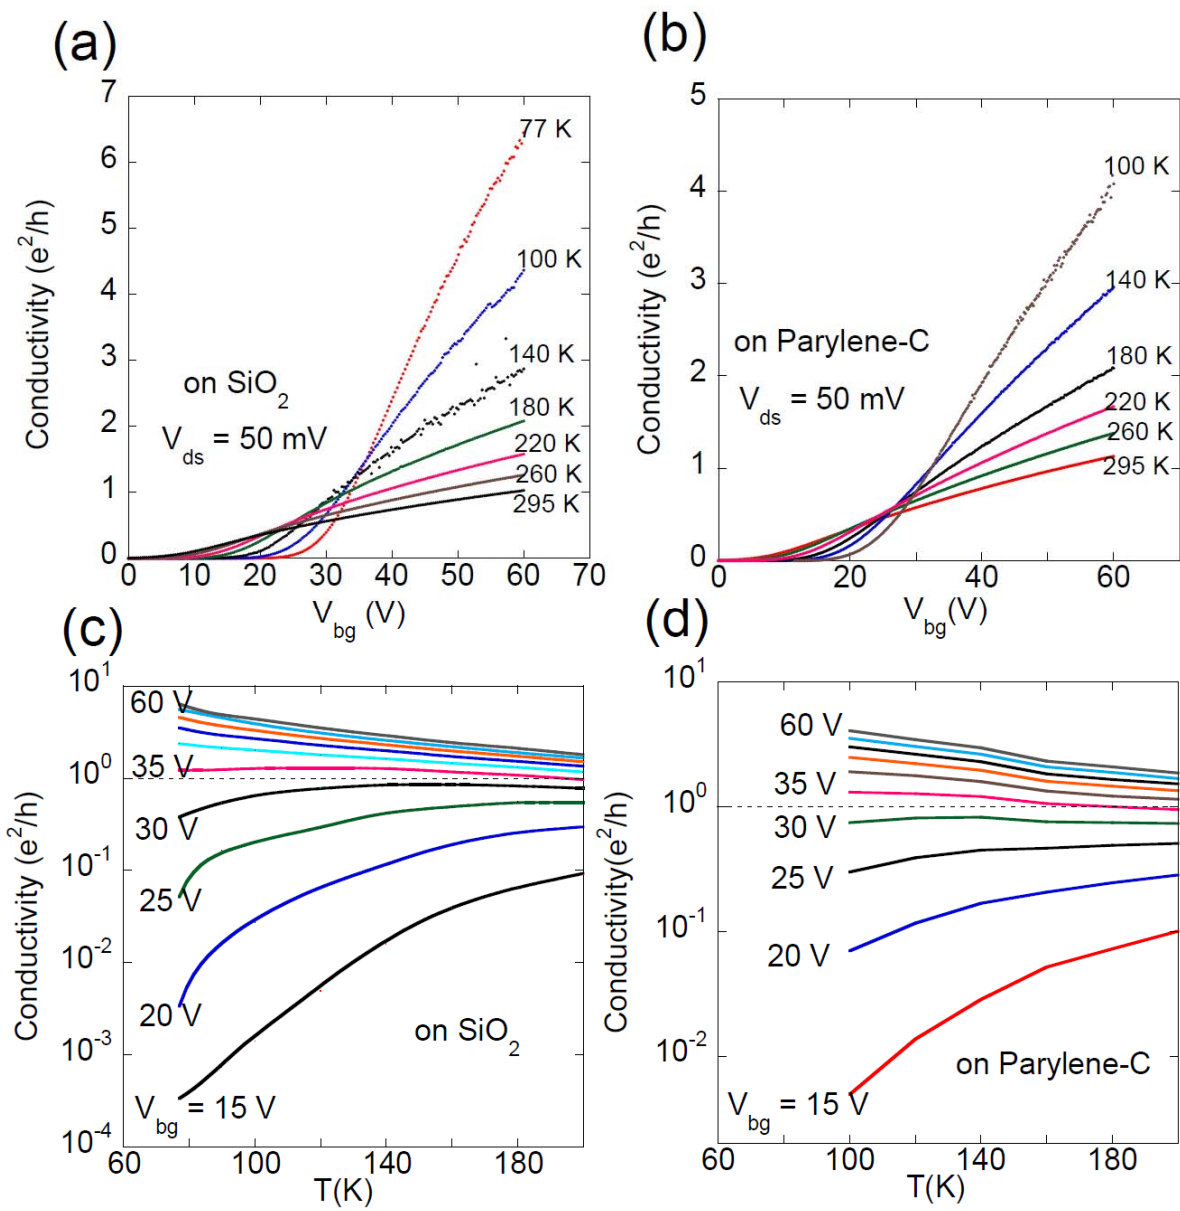 (a)
7
6
5
4
3
2
1
0
0 10 20 30 40 50 60 70
Conductivity (e²/h)
V_bg (V)
77 K
100 K
140 K
180 K
220 K
260 K
295 K
on SiO₂
V_ds = 50 mV
(b)
5
4
3
2
1
0
0 20 40 60
Conductivity (e²/h)
V_bg(V)
100 K
140 K
180 K
220 K
260 K
295 K
on Parylene-C
V_ds = 50 mV
(c)
10¹
10⁰
10⁻¹
10⁻²
10⁻³
10⁻⁴
60 100 140 180
Conductivity (e²/h)
T(K)
60 V
35 V
30 V
25 V
20 V
V_bg = 15 V
on SiO₂
(d)
10¹
10⁰
10⁻¹
10⁻²
60 100 140 180
Conductivity(e²/h)
T(K)
60 V
35 V
30 V
25 V
20 V
V_bg = 15 V
on Parylene-C